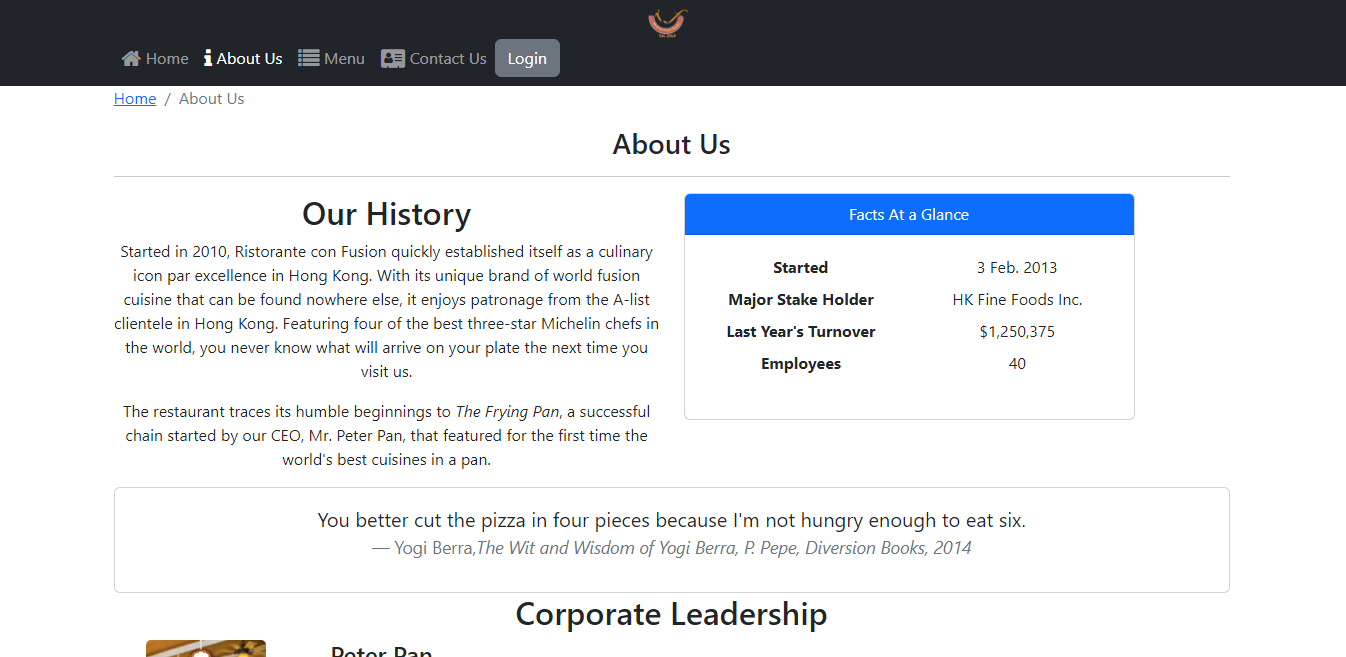 Home About Us Menu Contact Us Login
Home / About Us
About Us
Our History
Started in 2010, Ristorante con Fusion quickly established itself as a culinary
icon par excellence in Hong Kong. With its unique brand of world fusion
cuisine that can be found nowhere else, it enjoys patronage from the A-list
clientele in Hong Kong. Featuring four of the best three-star Michelin chefs in
the world, you never know what will arrive on your plate the next time you
visit us.
The restaurant traces its humble beginnings to The Frying Pan, a successful
chain started by our CEO, Mr. Peter Pan, that featured for the first time the
world's best cuisines in a pan.
Facts At a Glance
Started 3 Feb. 2013
Major Stake Holder HK Fine Foods Inc.
Last Year's Turnover $1,250,375
Employees 40
You better cut the pizza in four pieces because I'm not hungry enough to eat six.
— Yogi Berra,The Wit and Wisdom of Yogi Berra, P. Pepe, Diversion Books, 2014
Corporate Leadership
Peter Pan